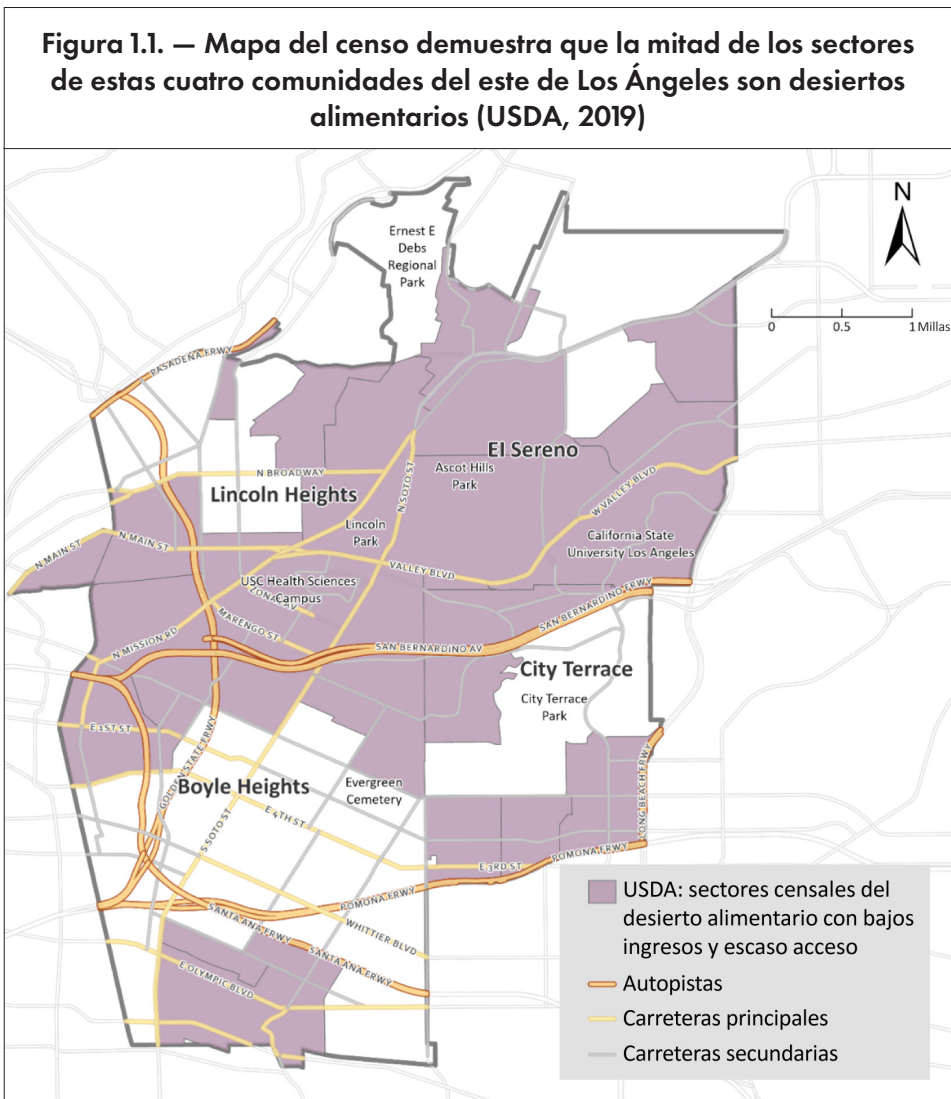 Figura 1.1. — Mapa del censo demuestra que la mitad de los sectores
de estas cuatro comunidades del este de Los Ángeles son desiertos
alimentarios (USDA, 2019)
N
0 0.5 1 Millas
Ernest E
Debs
Regional
Park
PASADENA FRWY
El Sereno
Ascot Hills
Park
N BROADWAY
N SOTO ST
W VALLEY BLVD
Lincoln Heights
Lincoln
Park
California State
University Los Angeles
N MAIN ST
N MAIN ST
VALLEY BLVD
USC Health Sciences
Campus
MARENGO ST
N MISSION RD
SAN BERNARDINO AV
SAN BERNARDINO FRWY
City Terrace
City Terrace
Park
E 1ST ST
GOLDEN STATE FRWY
LONG BEACH FRWY
Boyle Heights
Evergreen
Cemetery
S SOTO ST
E 4TH ST
E 3RD ST
POMONA FRWY
POMONA FRWY
SANTA ANA FRWY
WHITTIER BLVD
SANTA ANA FRWY
E OLYMPIC BLVD
USDA: sectores censales del
desierto alimentario con bajos
ingresos y escaso acceso
Autopistas
Carreteras principales
Carreteras secundarias